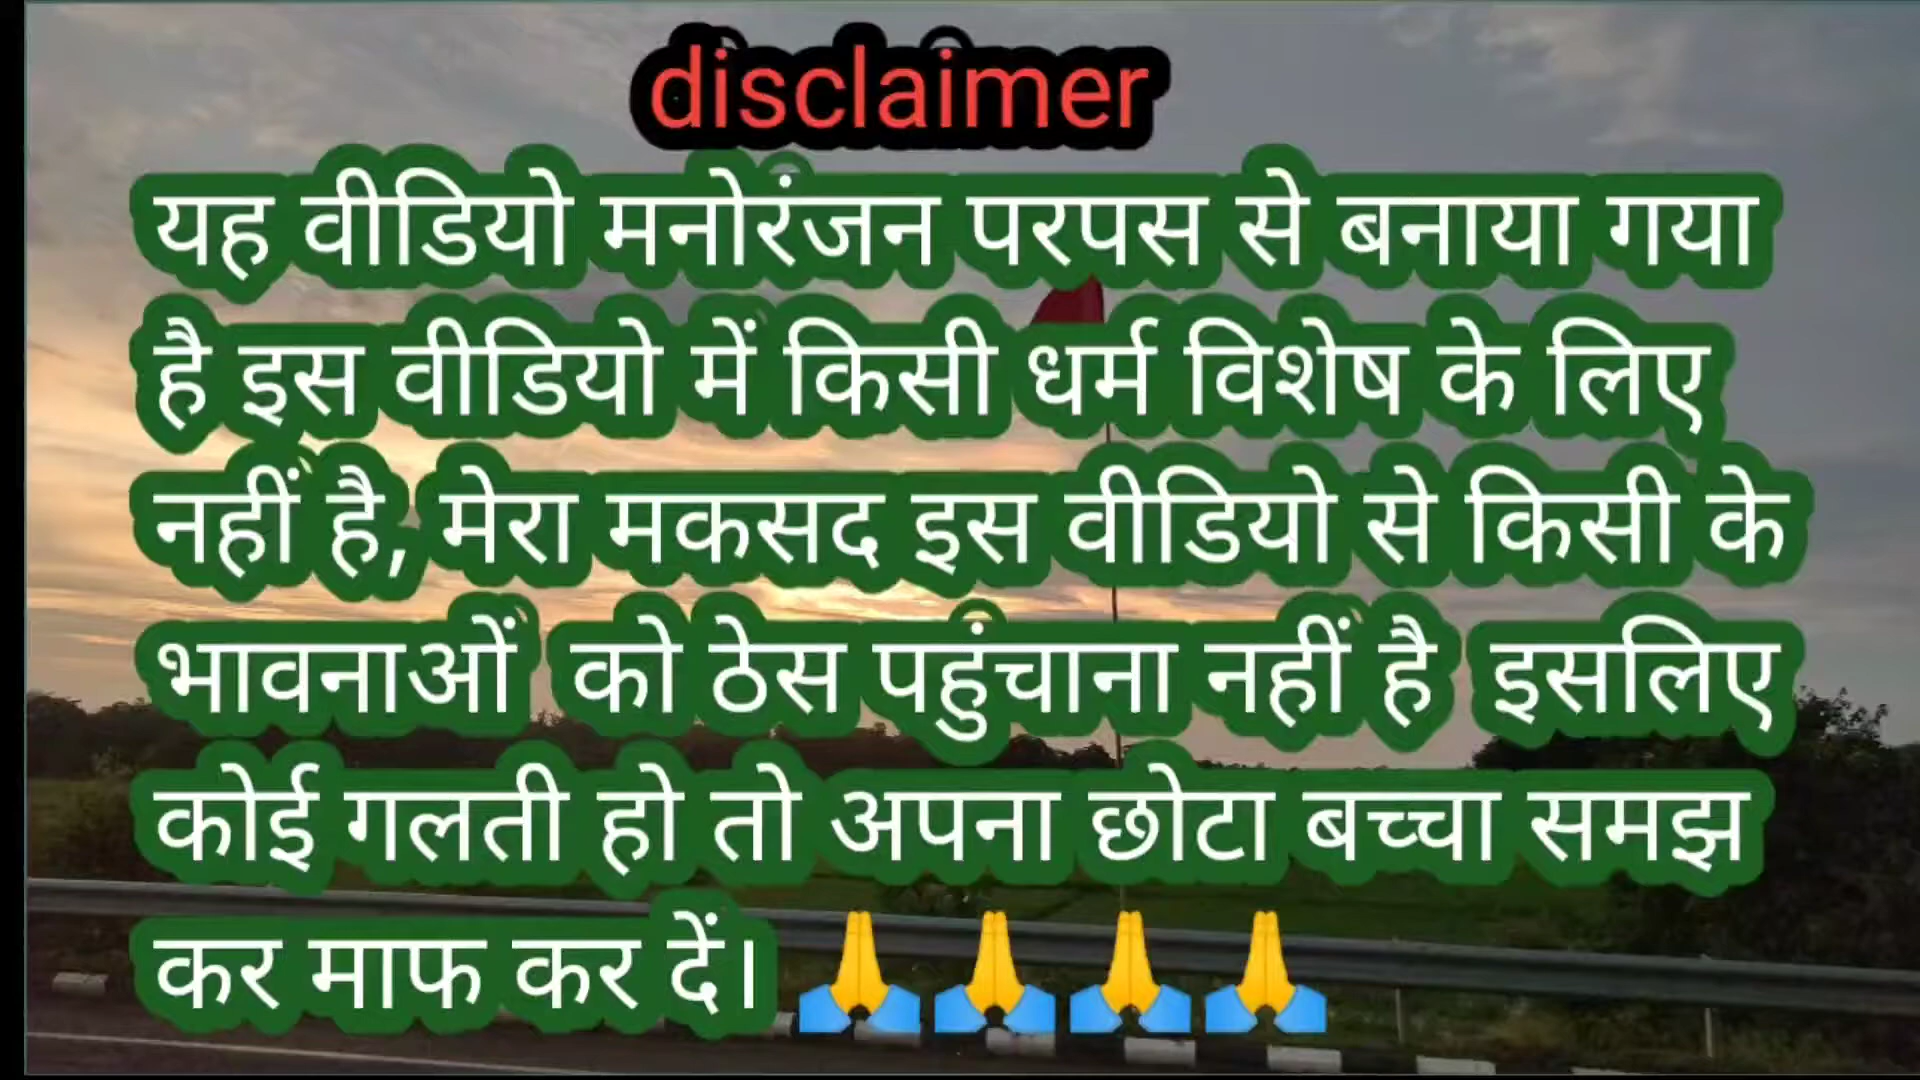 disclaimer
यह वीडियो मनोरंजन परपस से बनाया गया
है इस वीडियो में किसी धर्म विशेष के लिए
नहीं है, मेरा मकसद इस वीडियो से किसी के
भावनाओं को ठेस पहुंचाना नहीं है इसलिए
कोई गलती हो तो अपना छोटा बच्चा समझ
कर माफ कर दें। 🙏🙏🙏🙏